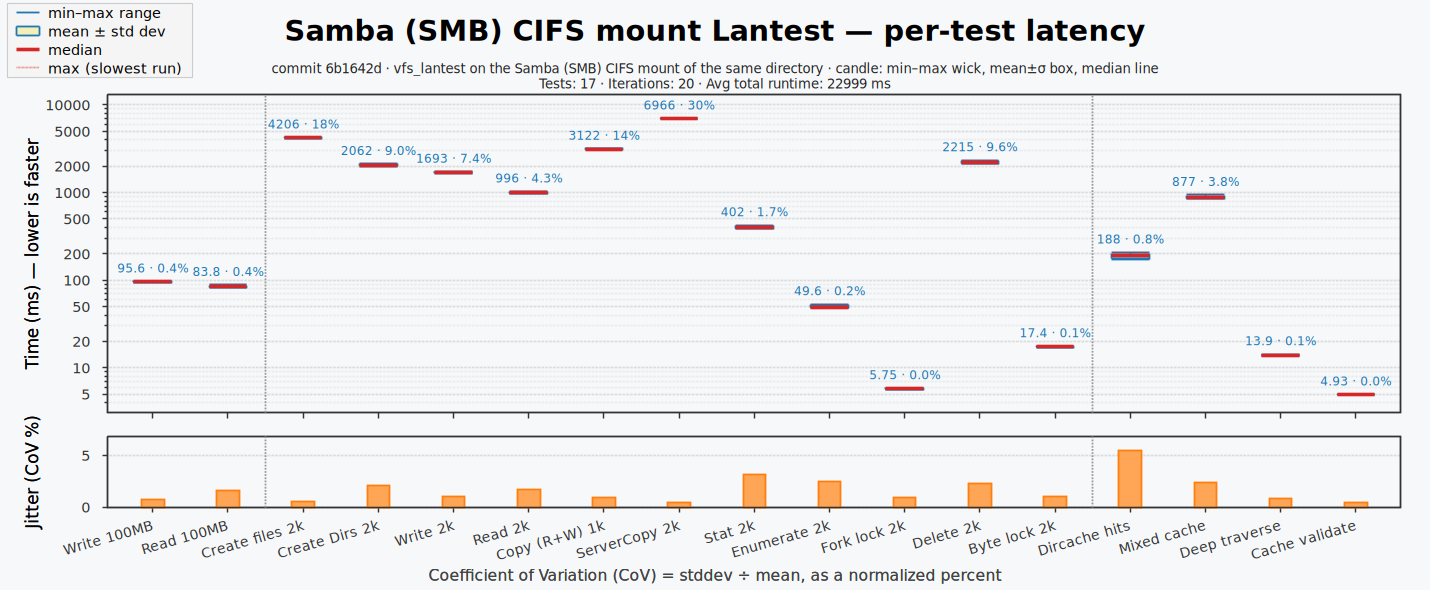 min–max range
mean ± std dev
median
max (slowest run)
Samba (SMB) CIFS mount Lantest — per-test latency
commit 6b1642d · vfs_lantest on the Samba (SMB) CIFS mount of the same directory · candle: min–max wick, mean±σ box, median line
Tests: 17 · Iterations: 20 · Avg total runtime: 22999 ms
Time (ms) — lower is faster
10000
5000
2000
1000
500
200
100
50
20
10
5
95.6 · 0.4%
83.8 · 0.4%
4206 · 18%
2062 · 9.0%
1693 · 7.4%
996 · 4.3%
3122 · 14%
6966 · 30%
402 · 1.7%
49.6 · 0.2%
5.75 · 0.0%
2215 · 9.6%
17.4 · 0.1%
188 · 0.8%
877 · 3.8%
13.9 · 0.1%
4.93 · 0.0%
Jitter (CoV %)
5
0
Write 100MB
Read 100MB
Create files 2k
Create Dirs 2k
Write 2k
Read 2k
Copy (R+W) 1k
ServerCopy 2k
Stat 2k
Enumerate 2k
Fork lock 2k
Delete 2k
Byte lock 2k
Dircache hits
Mixed cache
Deep traverse
Cache validate
Coefficient of Variation (CoV) = stddev ÷ mean, as a normalized percent